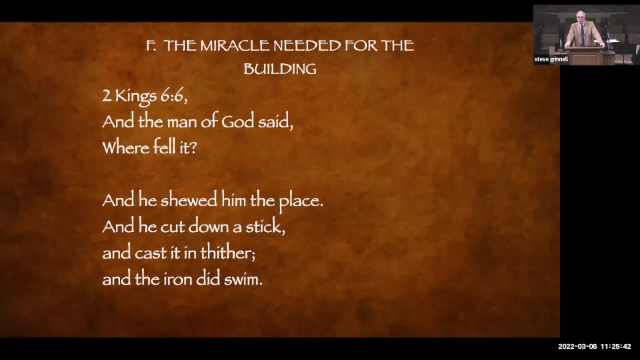 F. THE MIRACLE NEEDED FOR THE
BUILDING
2 Kings 6:6,
And the man of God said,
Where fell it?
And he shewed him the place.
And he cut down a stick,
and cast it in thither;
and the iron did swim.
steve grinnell
2022-03-06 11:25:42